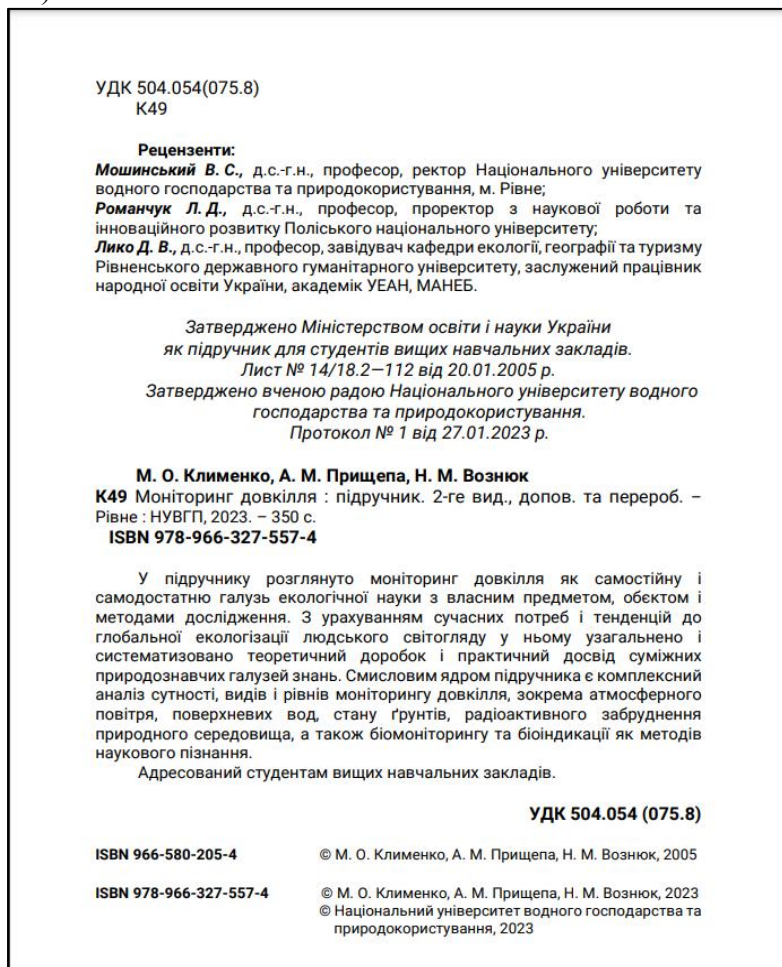 УДК 504.054(075.8)
К49
Рецензенти:
Мошинський В. С., д.с.-г.н., професор, ректор Національного університету
водного господарства та природокористування, м. Рівне;
Романчук Л. Д., д.с.-г.н., професор, проректор з наукової роботи та
інноваційного розвитку Поліського національного університету;
Лико Д. В., д.с.-г.н., професор, завідувач кафедри екології, географії та туризму
Рівненського державного гуманітарного університету, заслужений працівник
народної освіти України, академік УЕАН, МАНЕБ.
Затверджено Міністерством освіти і науки України
як підручник для студентів вищих навчальних закладів.
Лист № 14/18.2–112 від 20.01.2005 р.
Затверджено вченою радою Національного університету водного
господарства та природокористування.
Протокол № 1 від 27.01.2023 р.
М. О. Клименко, А. М. Прищепа, Н. М. Вознюк
К49 Моніторинг довкілля : підручник. 2-ге вид., допов. та перероб. –
Рівне : НУВГП, 2023. – 350 с.
ISBN 978-966-327-557-4
У підручнику розглянуто моніторинг довкілля як самостійну і
самодостатню галузь екологічної науки з власним предметом, обєктом і
методами дослідження. З урахуванням сучасних потреб і тенденцій до
глобальної екологізації людського світогляду у ньому узагальнено і
систематизовано теоретичний доробок і практичний досвід суміжних
природознавчих галузей знань. Смисловим ядром підручника є комплексний
аналіз сутності, видів і рівнів моніторингу довкілля, зокрема атмосферного
повітря, поверхневих вод, стану ґрунтів, радіоактивного забруднення
природного середовища, а також біомоніторингу та біоіндикації як методів
наукового пізнання.
Адресований студентам вищих навчальних закладів.
УДК 504.054 (075.8)
ISBN 966-580-205-4 © М. О. Клименко, А. М. Прищепа, Н. М. Вознюк, 2005
ISBN 978-966-327-557-4 © М. О. Клименко, А. М. Прищепа, Н. М. Вознюк, 2023
© Національний університет водного господарства та
природокористування, 2023